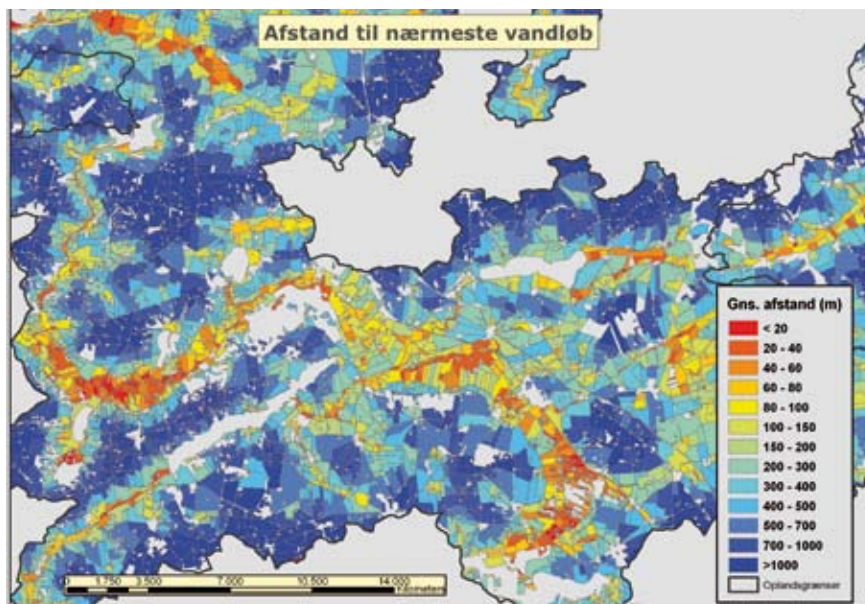 Afstand til nærmeste vandløb
Gns. afstand (m)
< 20
20 - 40
40 - 60
60 - 80
80 - 100
100 - 150
150 - 200
200 - 300
300 - 400
400 - 500
500 - 700
700 - 1000
>1000
Oplandsgrænser
0 1.750 3.500 7.000 10.500 14.000